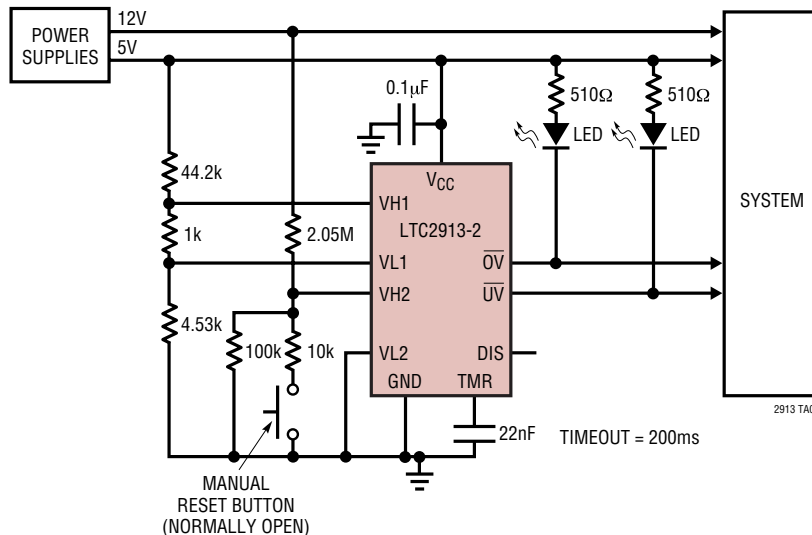 POWER
SUPPLIES
12V
5V
SYSTEM
0.1μF
510Ω
510Ω
LED
LED
44.2k
VCC
VH1
LTC2913-2
1k
2.05M
VL1
OV
VH2
UV
4.53k
100k
10k
VL2
DIS
GND
TMR
22nF
TIMEOUT = 200ms
MANUAL
RESET BUTTON
(NORMALLY OPEN)